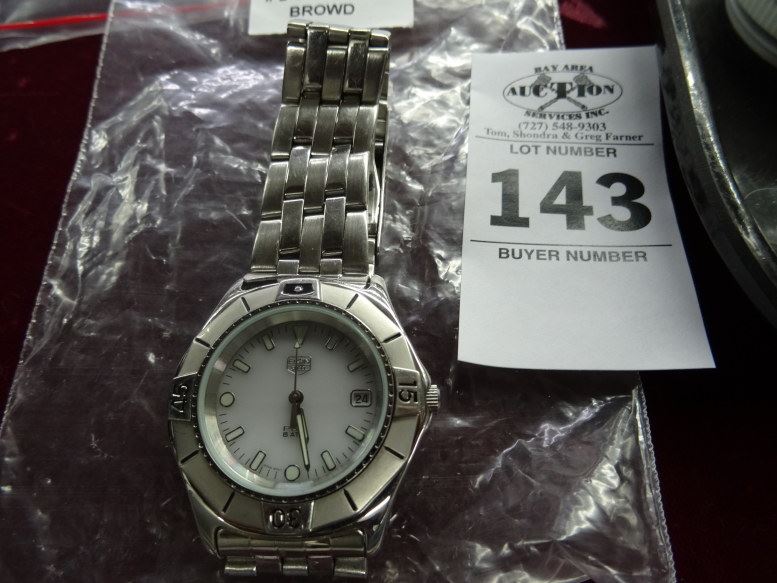 BROWD
BAY AREA
AUCTION
SERVICES INC.
(727) 548-9303
Tom, Shondra & Greg Farner
LOT NUMBER
143
BUYER NUMBER
15
24
45
30